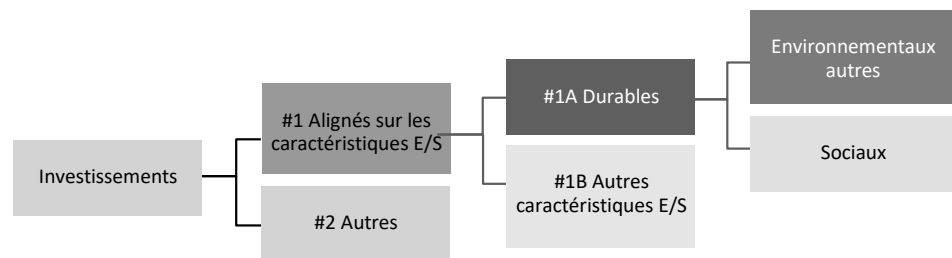 Investissements
#1 Alignés sur les
caractéristiques E/S
#2 Autres
#1A Durables
#1B Autres
caractéristiques E/S
Environnementaux
autres
Sociaux